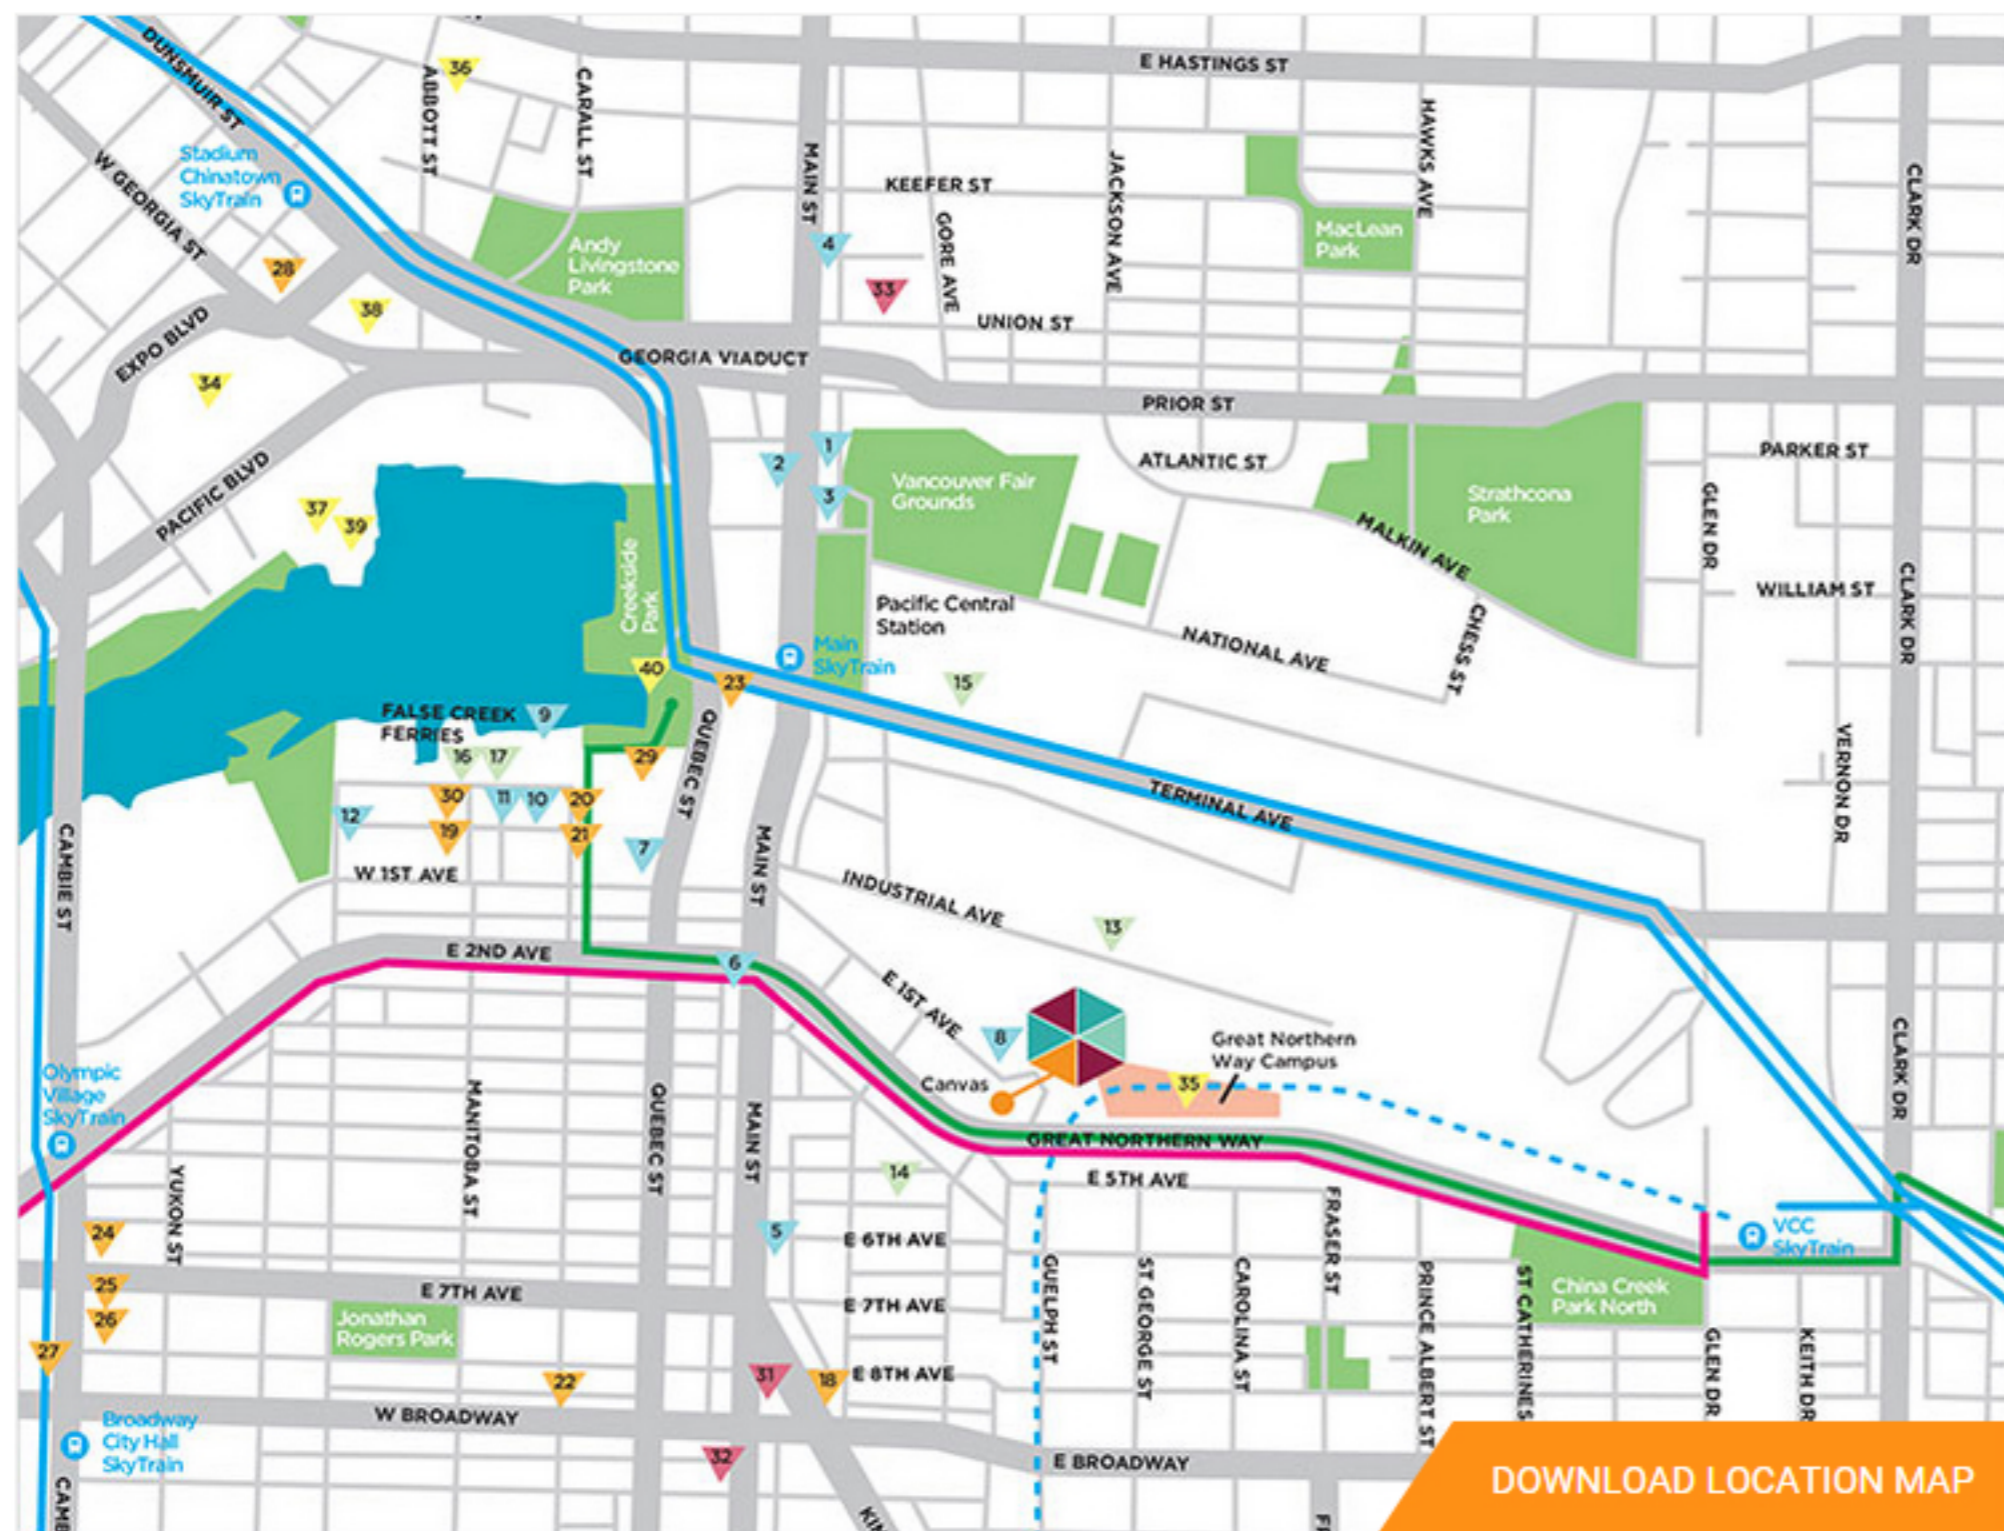 DUNSMUIR ST
36
ABBOTT ST
CARALL ST
E HASTINGS ST
HAWKS AVE
CLARK DR
Stadium
Chinatown
SkyTrain
W GEORGIA ST
MAIN ST
KEEFER ST
GORE AVE
JACKSON AVE
MacLean
Park
Andy
Livingstone
Park
4
33
28
38
UNION ST
EXPO BLVD
34
GEORGIA VIADUCT
PRIOR ST
PACIFIC BLVD
1
2
3
Vancouver Fair
Grounds
ATLANTIC ST
PARKER ST
Strathcona
Park
MALKIN AVE
GLEN DR
37
39
Creekside
Park
Pacific Central
Station
WILLIAM ST
CLARK DR
CHESS ST
NATIONAL AVE
Main
SkyTrain
40
23
15
FALSE CREEK
FERRIES
9
16
17
29
QUEBEC ST
VERNON DR
30
11
10
20
12
19
21
7
TERMINAL AVE
CAMBIE ST
W 1ST AVE
MAIN ST
INDUSTRIAL AVE
13
E 2ND AVE
6
E 1ST AVE
8
Great Northern
Way Campus
Canvas
35
CLARK DR
Olympic
Village
SkyTrain
MANITOBA ST
QUEBEC ST
MAIN ST
GREAT NORTHERN WAY
E 5TH AVE
14
YUKON ST
FRASER ST
24
5
E 6TH AVE
VCC
SkyTrain
25
E 7TH AVE
E 7TH AVE
GUELPH ST
ST GEORGE ST
CAROLINA ST
PRINCE ALBERT ST
ST CATHERINES
China Creek
Park North
26
Jonathan
Rogers Park
27
GLEN DR
KEITH DR
22
31
18
E 8TH AVE
W BROADWAY
Broadway
City Hall
SkyTrain
32
E BROADWAY
CAMB
KIN
DOWNLOAD LOCATION MAP